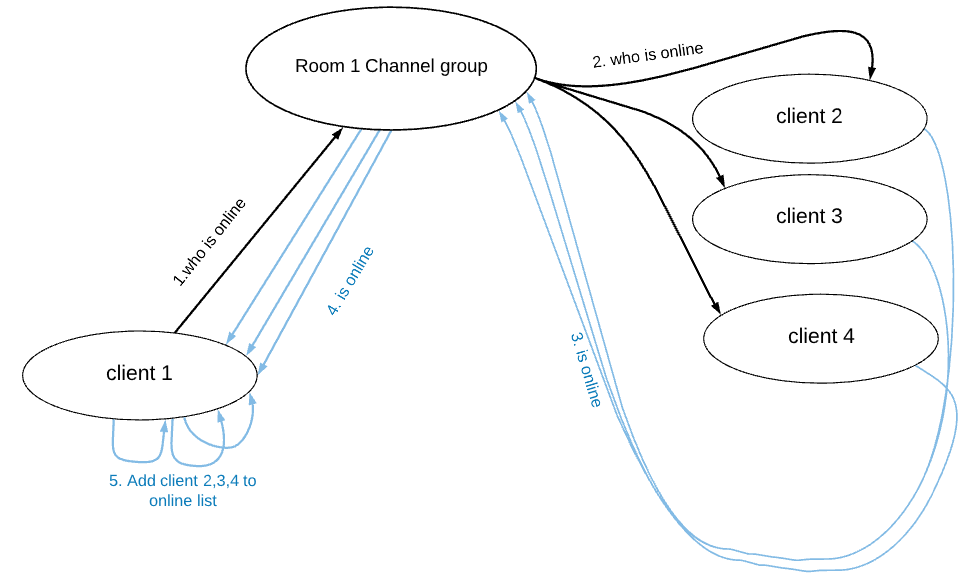 Room 1 Channel group
2. who is online
client 2
client 3
client 4
1.who is online
4. is online
3. is online
client 1
5. Add client 2,3,4 to
online list